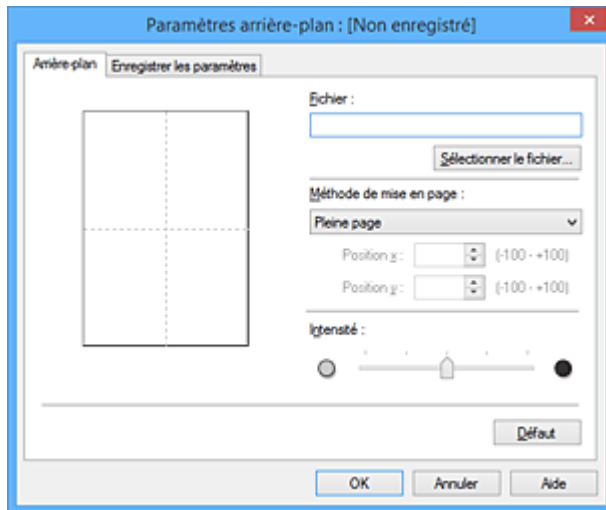 Paramètres arrière-plan : [Non enregistré]
Arrière-plan
Enregistrer les paramètres
Fichier :
Sélectionner le fichier...
Méthode de mise en page :
Pleine page
Position x : (-100 - +100)
Position y : (-100 - +100)
Intensité :
Défaut
OK
Annuler
Aide